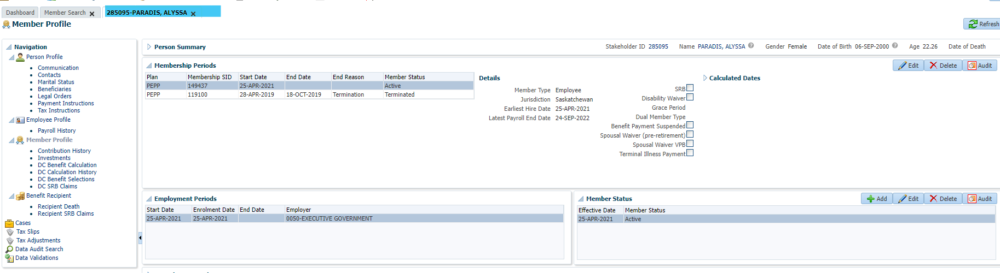 Dashboard Member Search 285095-PARADIS, ALYSSA
Member Profile
Refresh
Navigation
Person Profile
Communication
Contacts
Marital Status
Beneficiaries
Legal Orders
Payment Instructions
Tax Instructions
Employee Profile
Payroll History
Member Profile
Contribution History
Investments
DC Benefit Calculation
DC Calculation History
DC Benefit Selections
DC SRB Claims
Benefit Recipient
Recipient Death
Recipient SRB Claims
Cases
Tax Slips
Tax Adjustments
Data Audit Search
Data Validations
Person Summary Stakeholder ID 285095 Name PARADIS, ALYSSA Gender Female Date of Birth 06-SEP-2000 Age 22.26 Date of Death
Membership Periods Edit Delete Audit
Plan Membership SID Start Date End Date End Reason Member Status
PEPP 149437 25-APR-2021 Active
PEPP 119100 28-APR-2019 18-OCT-2019 Termination Terminated
Details
Member Type Employee
Jurisdiction Saskatchewan
Earliest Hire Date 25-APR-2021
Latest Payroll End Date 24-SEP-2022
SRB
Disability Waiver
Grace Period
Dual Member Type
Benefit Payment Suspended
Spousal Waiver (pre-retirement)
Spousal Waiver VPB
Terminal Illness Payment
Calculated Dates
Employment Periods
Start Date Enrolment Date End Date Employer
25-APR-2021 25-APR-2021 0050-EXECUTIVE GOVERNMENT
Member Status Add Edit Delete Audit
Effective Date Member Status
25-APR-2021 Active